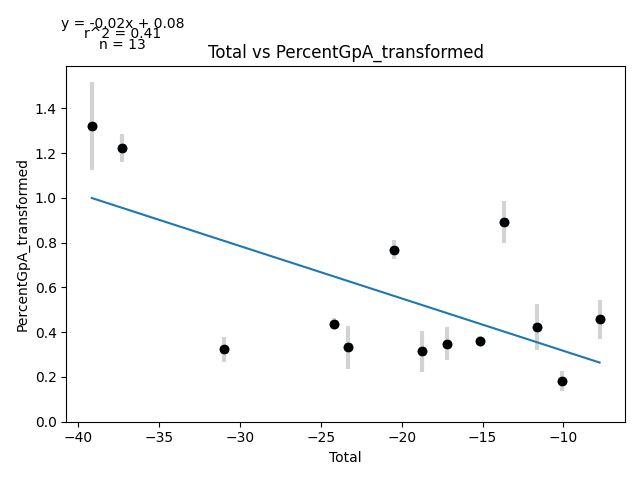 y = -0.02x + 0.08
r^2 = 0.41
n = 13
Total vs PercentGpA_transformed
PercentGpA_transformed
1.4
1.2
1.0
0.8
0.6
0.4
0.2
0.0
−40 −35 −30 −25 −20 −15 −10
Total